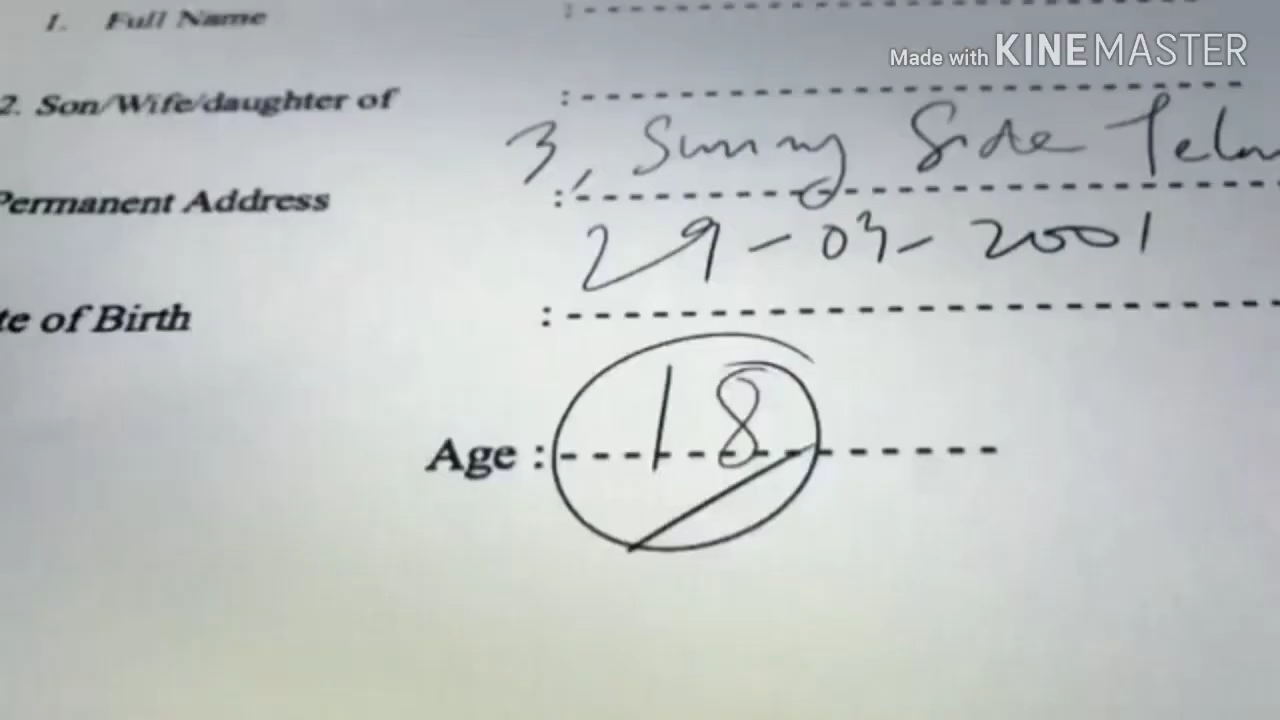 Made with KINEMASTER
1. Full Name :
2. Son/Wife/daughter of :
3, Sunny Side
Permanent Address :
29-03-2001
te of Birth :
Age : 18